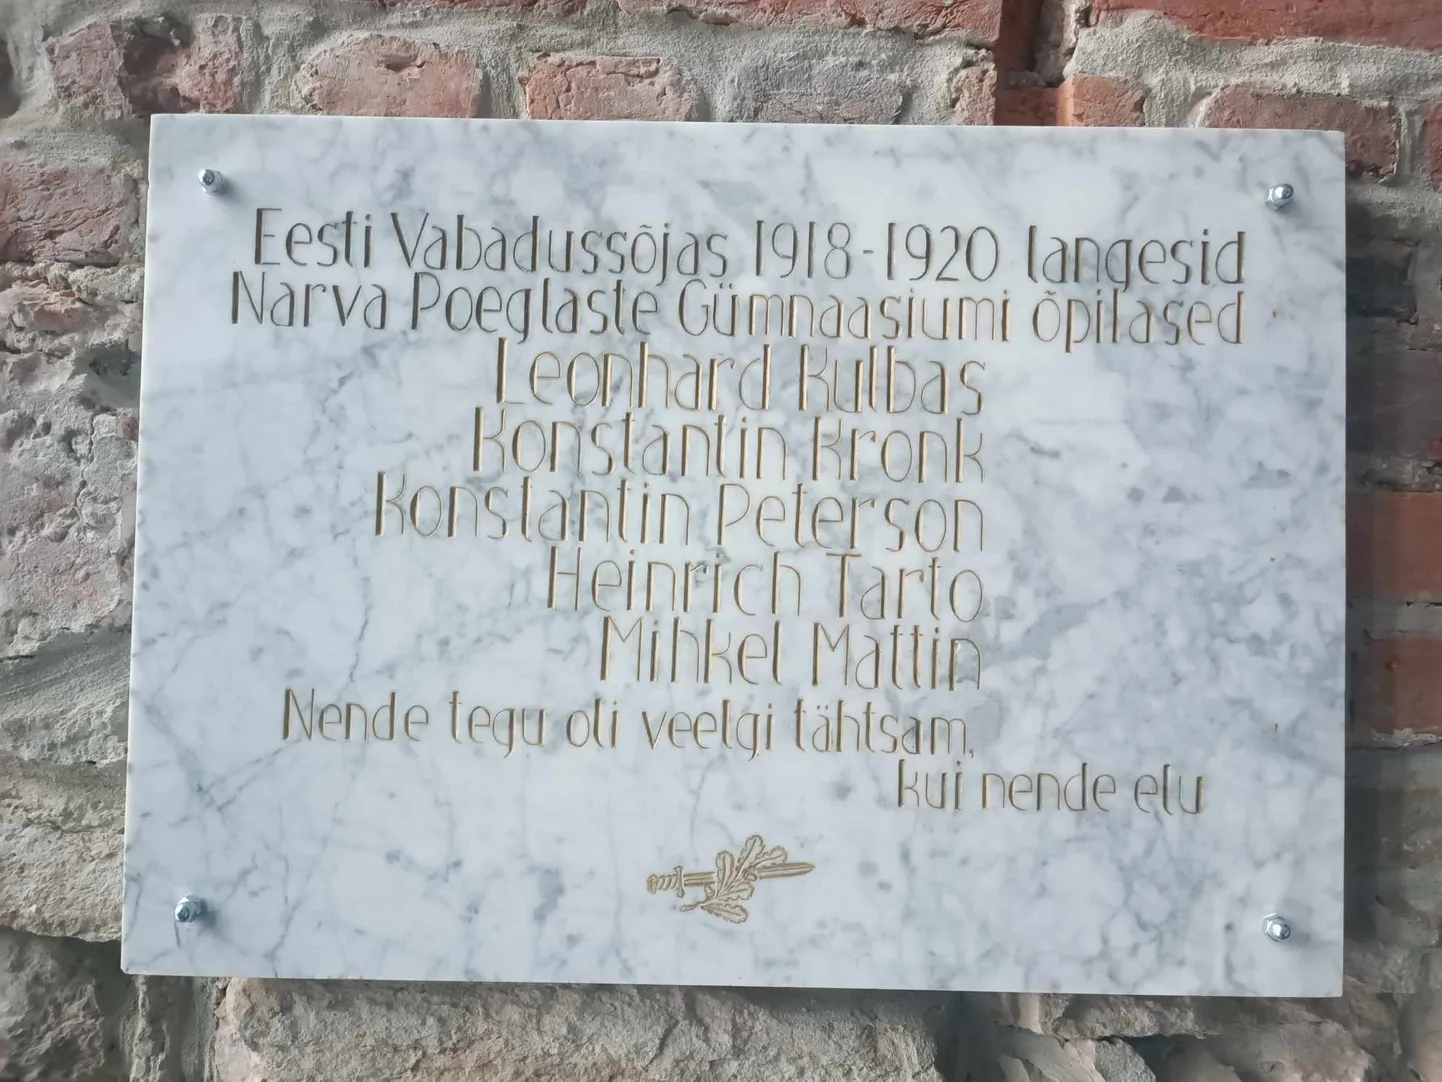 Eesti Vabadussõjas 1918-1920 langesid
Narva Poeglaste Gümnaasiumi õpilased
Leonhard Kulbas
Konstantin Kronk
Konstantin Peterson
Heinrich Tarto
Mihkel Mattin
Nende tegu oli veelgi tähtsam,
kui nende elu